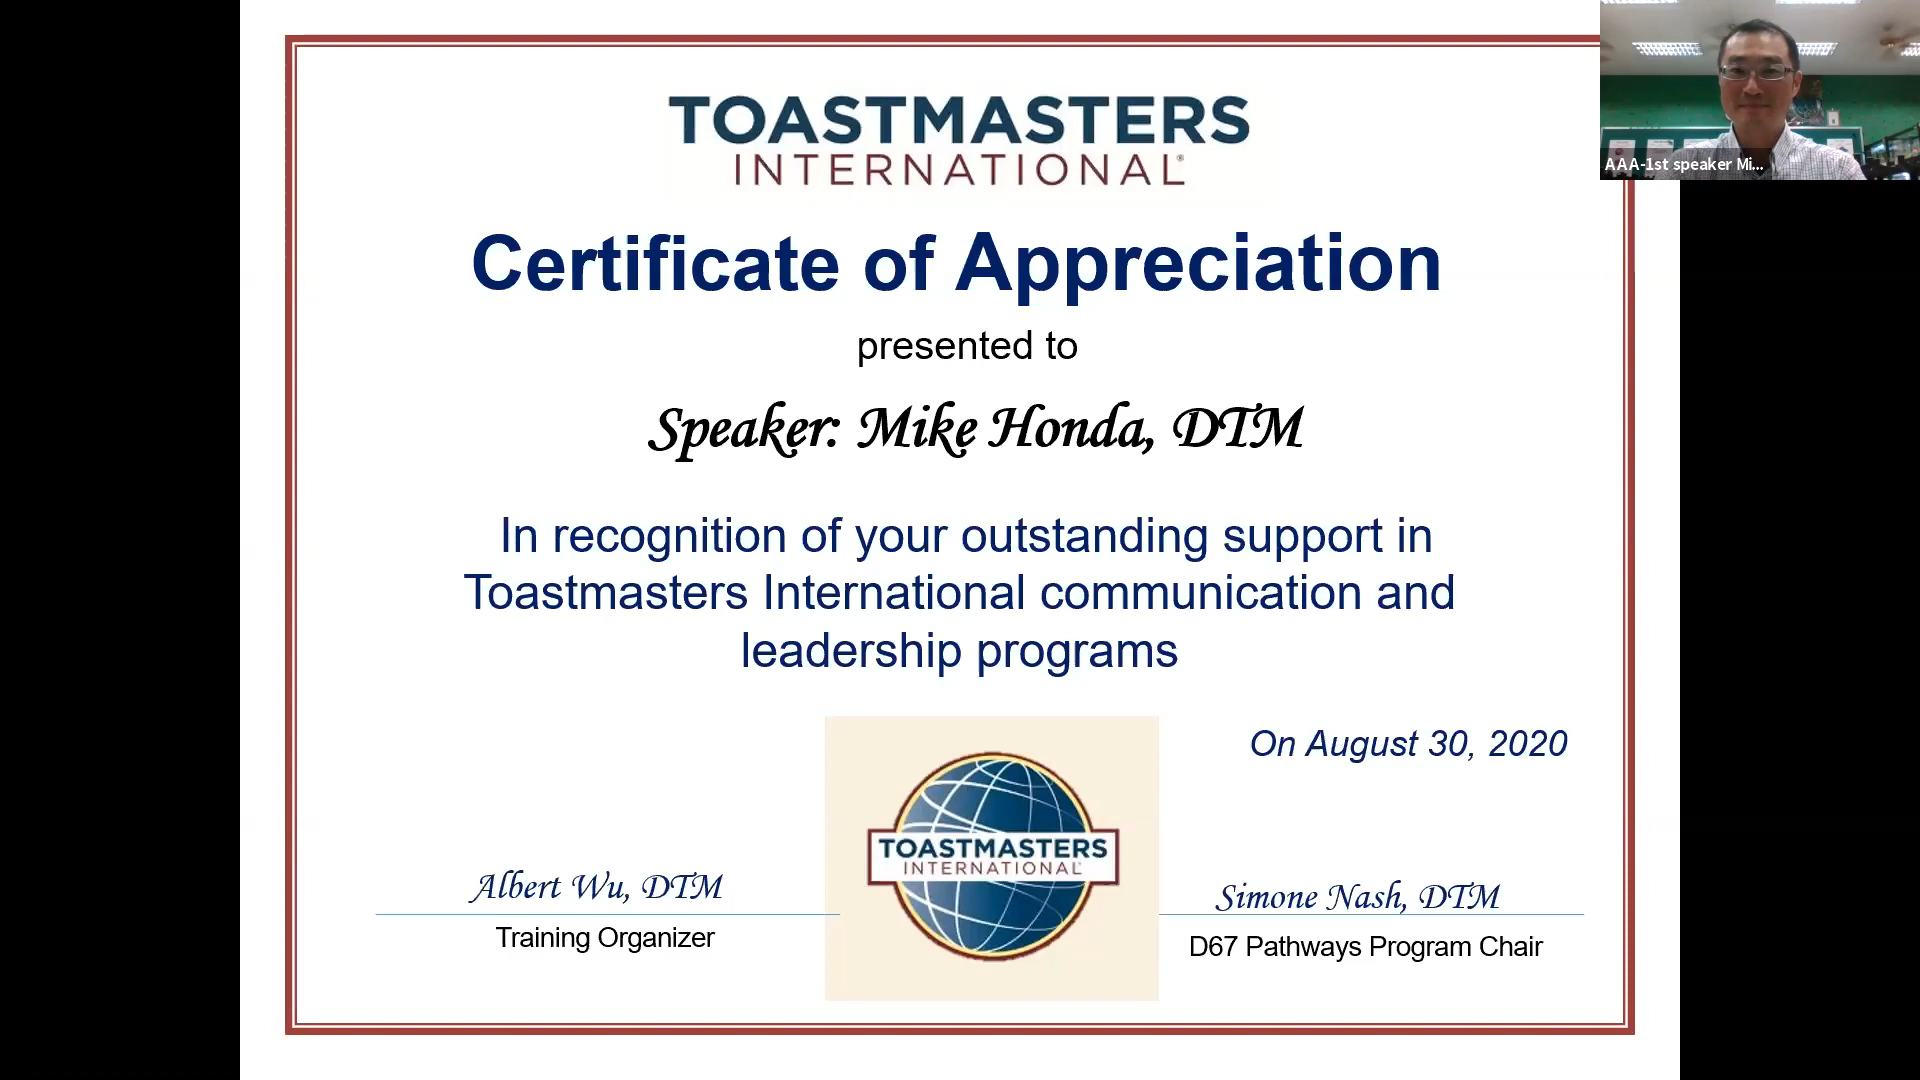 TOASTMASTERS
INTERNATIONAL®
AAA-1st speaker Mi...
Certificate of Appreciation
presented to
Speaker: Mike Honda, DTM
In recognition of your outstanding support in
Toastmasters International communication and
leadership programs
On August 30, 2020
TOASTMASTERS
INTERNATIONAL
Albert Wu, DTM
Training Organizer
Simone Nash, DTM
D67 Pathways Program Chair